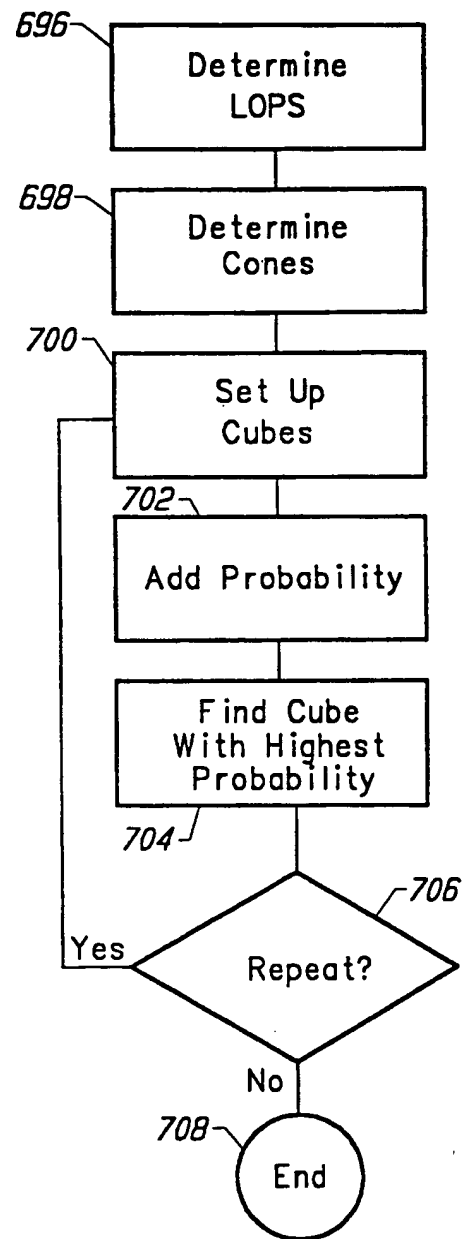 696
Determine
LOPS
698
Determine
Cones
700
Set Up
Cubes
702
Add Probability
Find Cube
With Highest
Probability
704
706
Yes
Repeat?
No
708
End